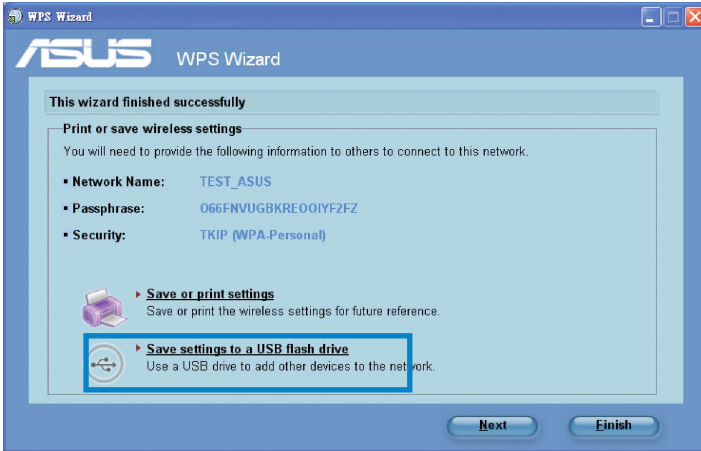 WPS Wizard
ASUS WPS Wizard
This wizard finished successfully
Print or save wireless settings
You will need to provide the following information to others to connect to this network.
▪ Network Name: TEST_ASUS
▪ Passphrase: O66FNVUGBKREOOIYF2FZ
▪ Security: TKIP (WPA-Personal)
Save or print settings
Save or print the wireless settings for future reference.
Save settings to a USB flash drive
Use a USB drive to add other devices to the network.
Next Finish